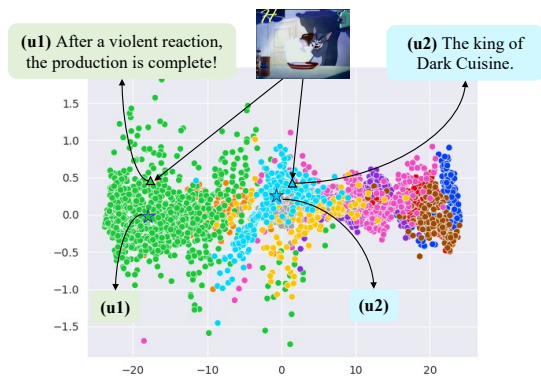 (u1) After a violent reaction,
the production is complete!
(u2) The king of
Dark Cuisine.
1.5
1.0
0.5
0.0
−0.5
−1.0
−1.5
(u1)
(u2)
−20
−10
0
10
20